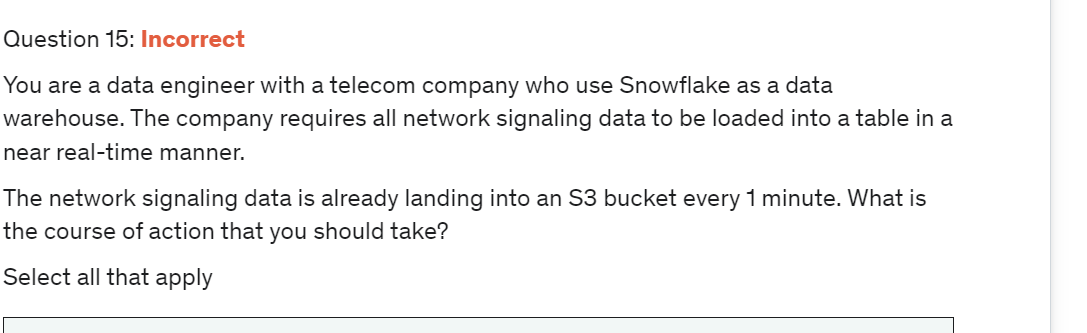 Question 15: Incorrect
You are a data engineer with a telecom company who use Snowflake as a data
warehouse. The company requires all network signaling data to be loaded into a table in a
near real-time manner.
The network signaling data is already landing into an S3 bucket every 1 minute. What is
the course of action that you should take?
Select all that apply